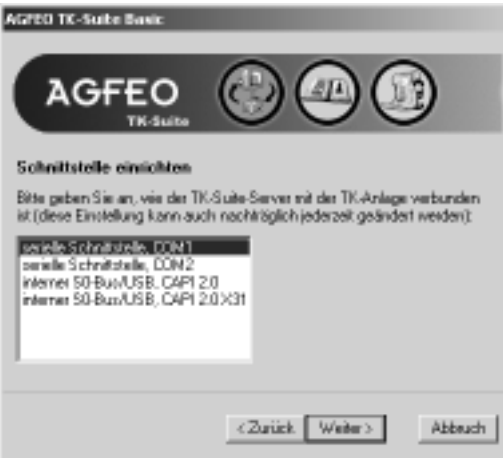 AGFEO TK-Suite Basic
AGFEO
TK-Suite
Schnittstelle einrichten
Bitte geben Sie an, wie der TK-Suite-Server mit der TK-Anlage verbunden
ist (diese Einstellung kann auch nachträglich jederzeit geändert werden):
serielle Schnittstelle, COM1
serielle Schnittstelle, COM2
interner S0-Bus/USB, CAPI 2.0
interner S0-Bus/USB, CAPI 2.0 X31
< Zurück
Weiter >
Abbruch